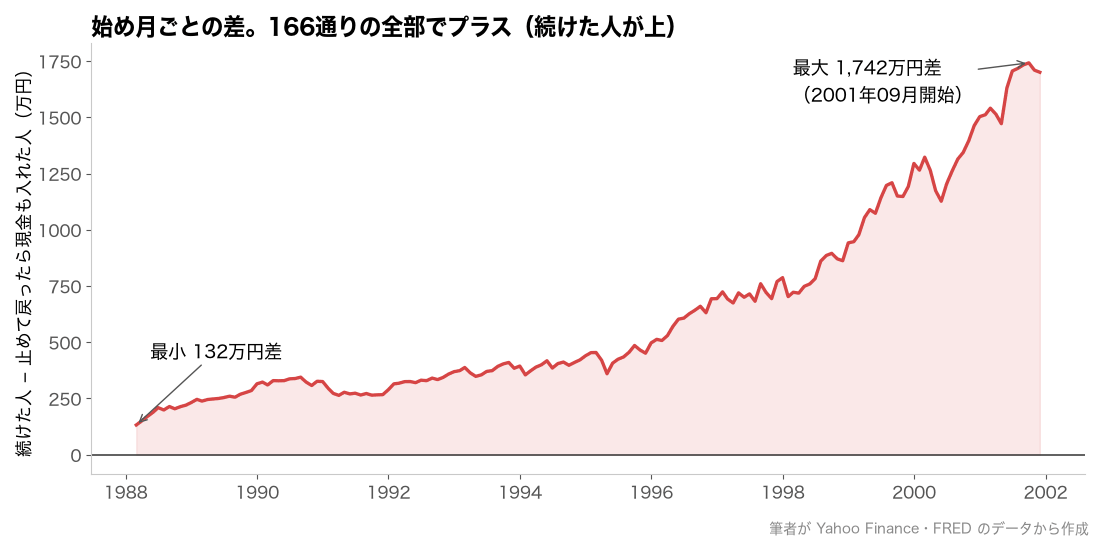 始め月ごとの差。166通りの全部でプラス（続けた人が上）
続けた人 − 止めて戻ったら現金も入れた人（万円）
1750
1500
1250
1000
750
500
250
0
最大 1,742万円差
（2001年09月開始）
最小 132万円差
1988
1990
1992
1994
1996
1998
2000
2002
筆者が Yahoo Finance・FRED のデータから作成